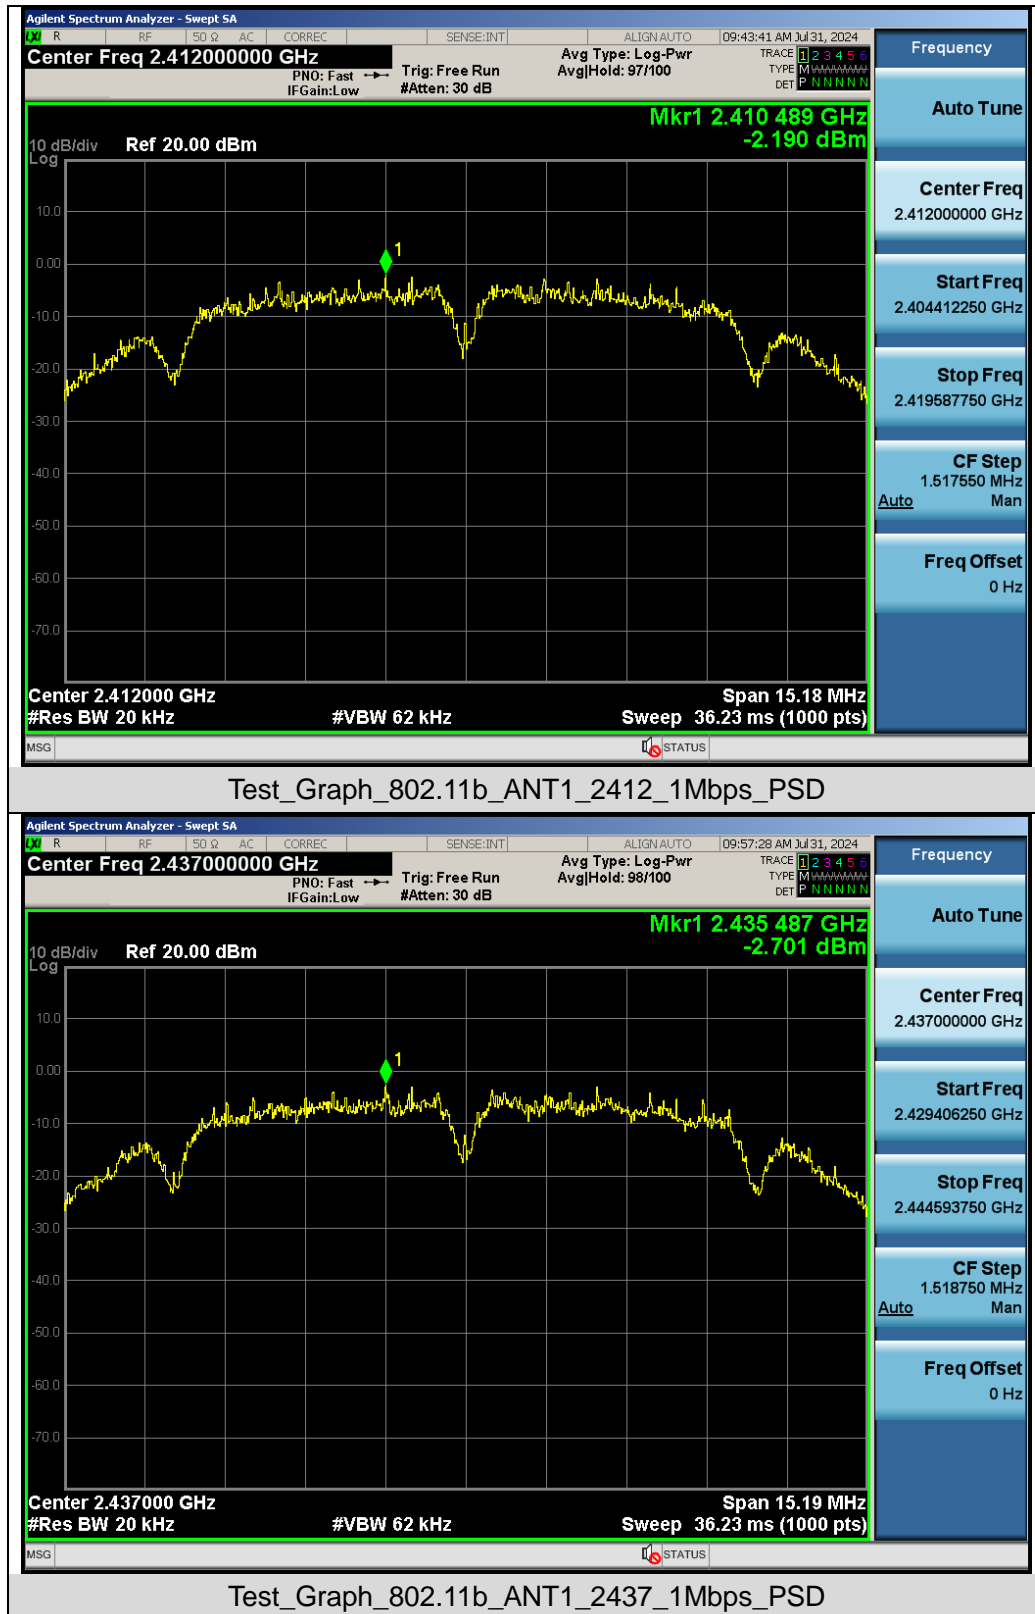 Agilent Spectrum Analyzer - Swept SA
LXI R RF 50 Ω AC CORREC SENSE:INT ALIGN AUTO 09:43:41 AM Jul 31, 2024
Center Freq 2.412000000 GHz
PNO: Fast
IFGain:Low
Trig: Free Run
#Atten: 30 dB
Avg Type: Log-Pwr
Avg|Hold: 97/100
TRACE 1 2 3 4 5 6
TYPE M
DET P N N N N N
Mkr1 2.410 489 GHz
-2.190 dBm
10 dB/div Ref 20.00 dBm
Log
10.0
0.00
1
-10.0
-20.0
-30.0
-40.0
-50.0
-60.0
-70.0
Center 2.412000 GHz Span 15.18 MHz
#Res BW 20 kHz #VBW 62 kHz Sweep 36.23 ms (1000 pts)
MSG STATUS
Frequency
Auto Tune
Center Freq
2.412000000 GHz
Start Freq
2.404412250 GHz
Stop Freq
2.419587750 GHz
CF Step
1.517550 MHz
Auto Man
Freq Offset
0 Hz
Test_Graph_802.11b_ANT1_2412_1Mbps_PSD
Agilent Spectrum Analyzer - Swept SA
LXI R RF 50 Ω AC CORREC SENSE:INT ALIGN AUTO 09:57:28 AM Jul 31, 2024
Center Freq 2.437000000 GHz
PNO: Fast
IFGain:Low
Trig: Free Run
#Atten: 30 dB
Avg Type: Log-Pwr
Avg|Hold: 98/100
TRACE 1 2 3 4 5 6
TYPE M
DET P N N N N N
Mkr1 2.435 487 GHz
-2.701 dBm
10 dB/div Ref 20.00 dBm
Log
10.0
0.00
1
-10.0
-20.0
-30.0
-40.0
-50.0
-60.0
-70.0
Center 2.437000 GHz Span 15.19 MHz
#Res BW 20 kHz #VBW 62 kHz Sweep 36.23 ms (1000 pts)
MSG STATUS
Frequency
Auto Tune
Center Freq
2.437000000 GHz
Start Freq
2.429406250 GHz
Stop Freq
2.444593750 GHz
CF Step
1.518750 MHz
Auto Man
Freq Offset
0 Hz
Test_Graph_802.11b_ANT1_2437_1Mbps_PSD